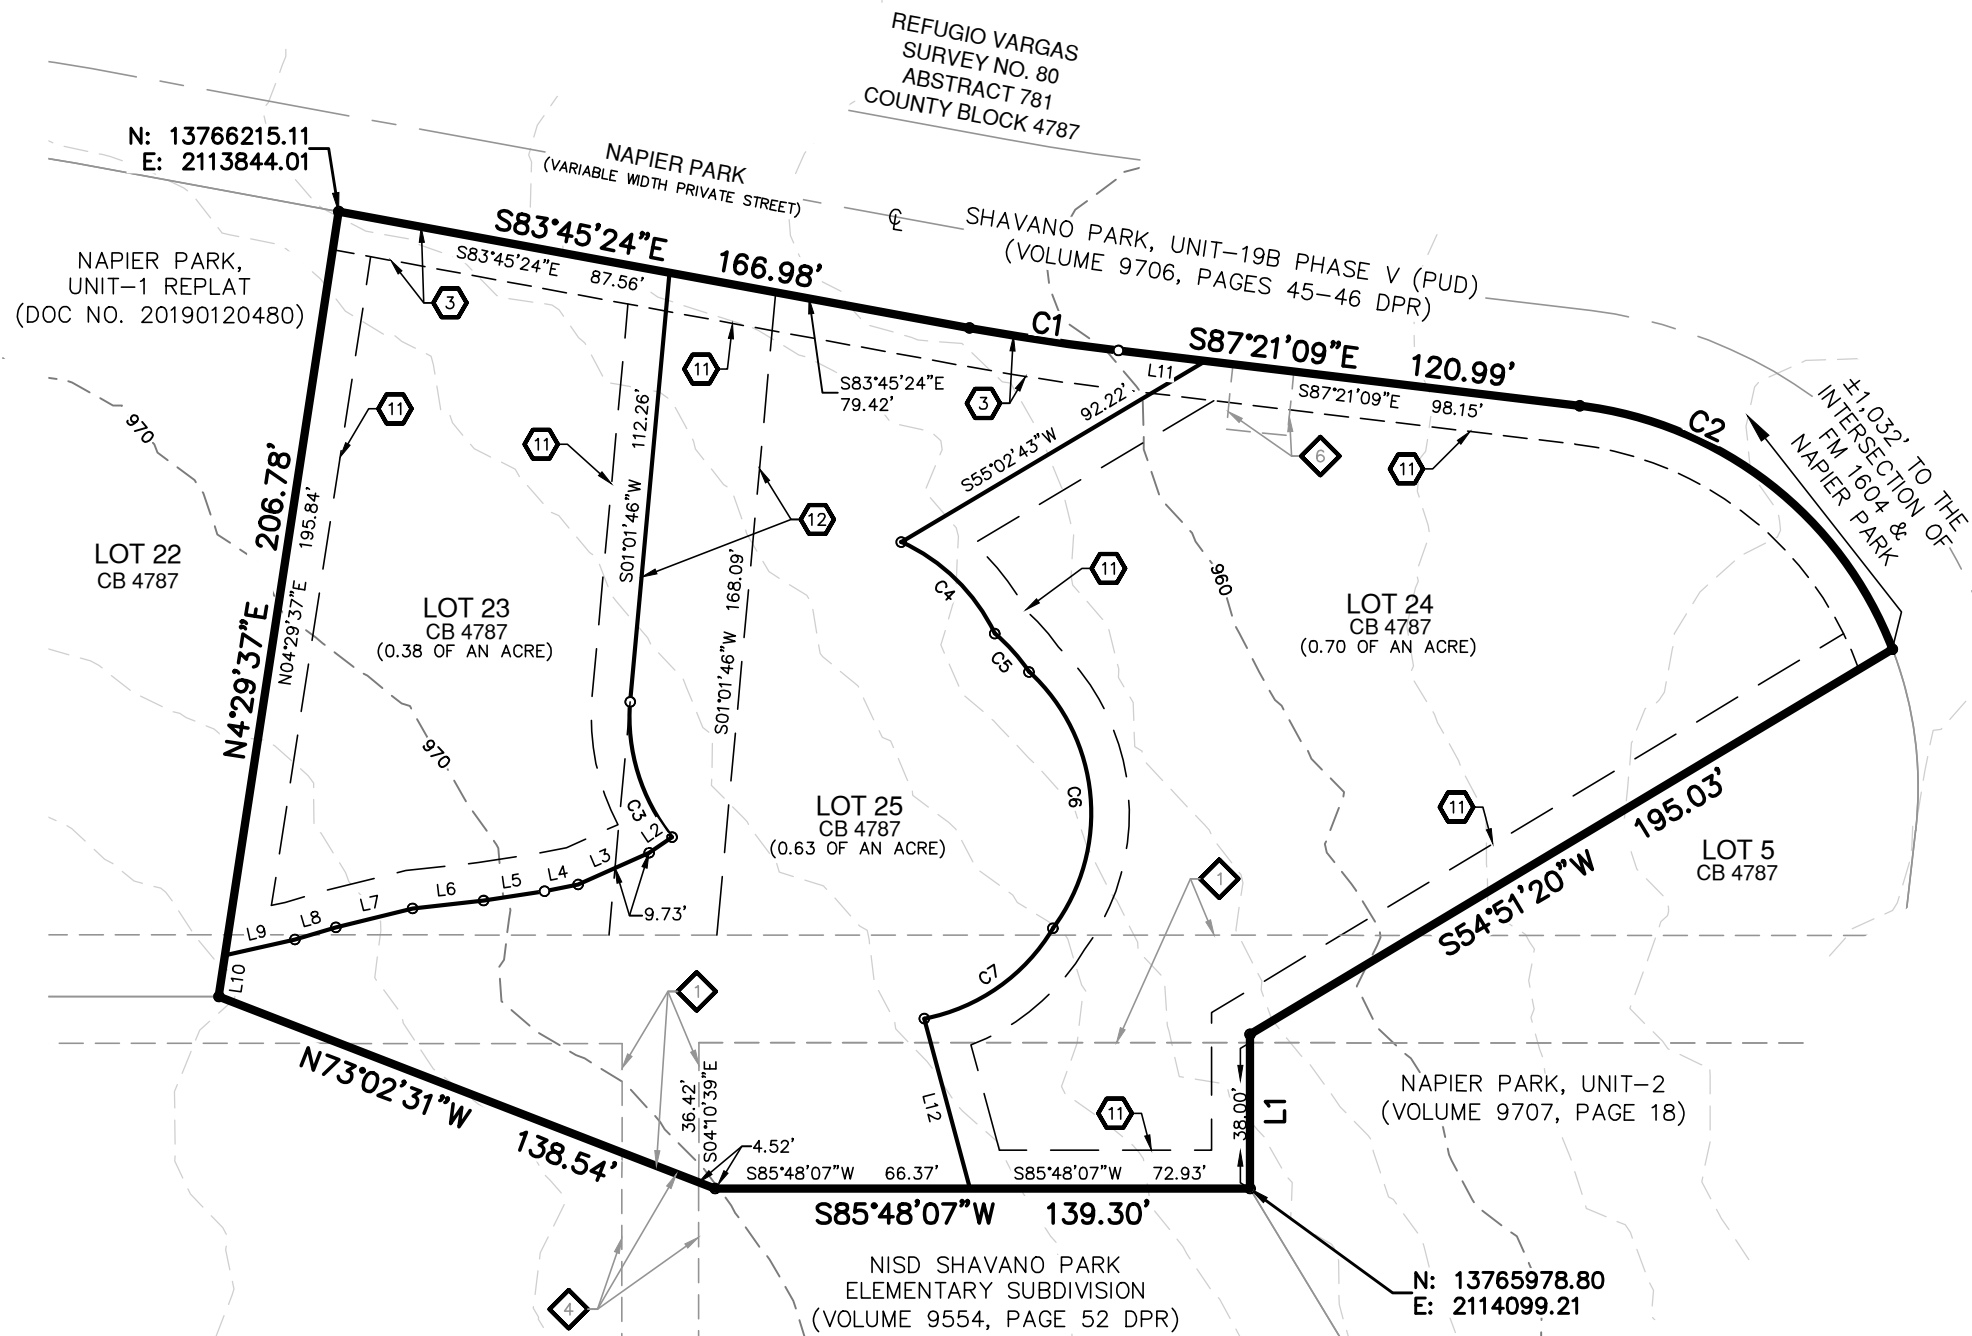 REFUGIO VARGAS
SURVEY NO. 80
ABSTRACT 781
COUNTY BLOCK 4787
N: 13766215.11
E: 2113844.01
NAPIER PARK
(VARIABLE WIDTH PRIVATE STREET)
℄
SHAVANO PARK, UNIT-19B PHASE V (PUD)
(VOLUME 9706, PAGES 45-46 DPR)
NAPIER PARK,
UNIT-1 REPLAT
(DOC NO. 20190120480)
S83°45'24"E 166.98'
S83°45'24"E 87.56'
3
11
C1
S87°21'09"E 120.99'
L11
S87°21'09"E 98.15'
C2
±1,032' TO THE
INTERSECTION OF
FM 1604 &
NAPIER PARK
S83°45'24"E
79.42'
3
11
11
6
11
970
S55°02'43"W 92.22'
N4°29'37"E 206.78'
N04°29'37"E 195.84'
S01°01'46"W 112.26'
12
S01°01'46"W 168.09'
LOT 22
CB 4787
LOT 23
CB 4787
(0.38 OF AN ACRE)
C4
C5
11
960
LOT 24
CB 4787
(0.70 OF AN ACRE)
970
C3
L2
L3
L4
L5
L6
L7
L8
L9
L10
9.73'
LOT 25
CB 4787
(0.63 OF AN ACRE)
C6
C7
1
11
S54°51'20"W 195.03'
LOT 5
CB 4787
1
N73°02'31"W 138.54'
36.42'
S04°10'39"E
4.52'
L12
11
38.00'
L1
NAPIER PARK, UNIT-2
(VOLUME 9707, PAGE 18)
S85°48'07"W 66.37'
S85°48'07"W 72.93'
S85°48'07"W 139.30'
4
NISD SHAVANO PARK
ELEMENTARY SUBDIVISION
(VOLUME 9554, PAGE 52 DPR)
N: 13765978.80
E: 2114099.21